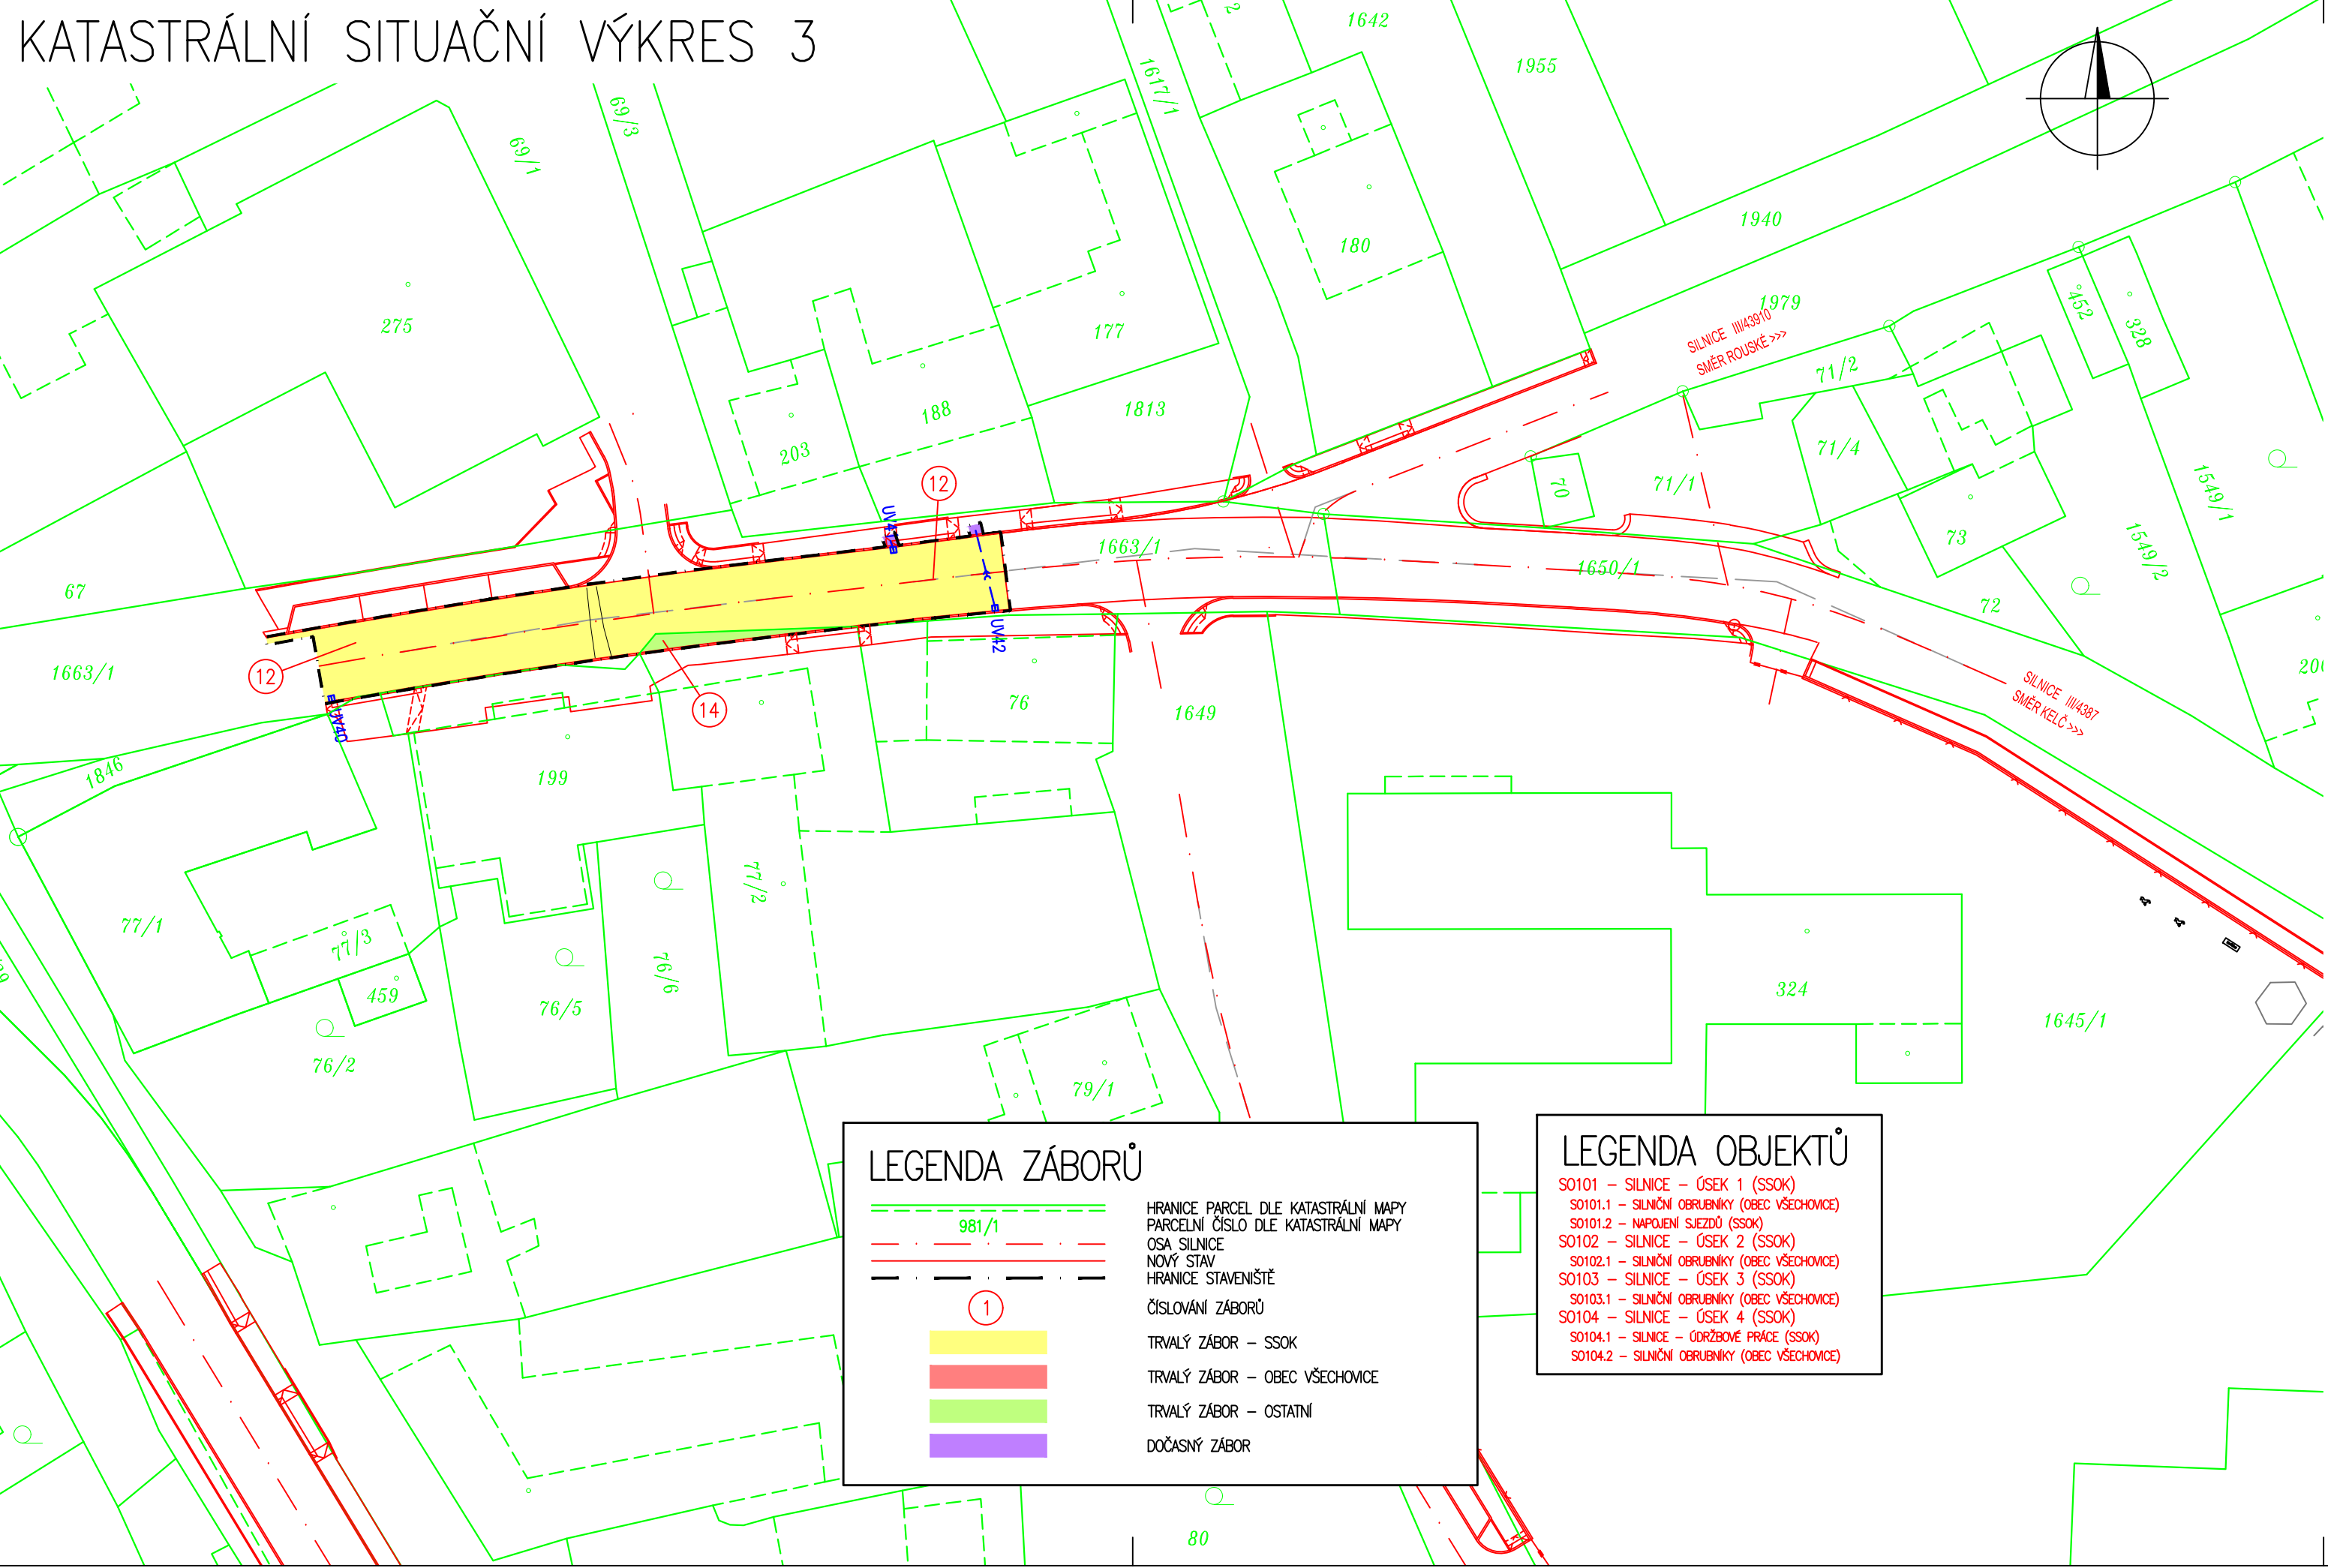 KATASTRÁLNÍ SITUAČNÍ VÝKRES 3
1642
1955
1617/1
69/3
69/1
180
1940
1979
275
177
452
328
SILNICE III/43910
SMĚR ROUSKÉ >>>
71/2
188
1813
203
71/4
71/1
70
1549/1
73
1549/2
12
UV41
1663/1
1650/1
67
72
UV42
1663/1
12
14
UV40
76
1649
SILNICE III/4387
SMĚR KELČ >>>
1846
199
77/2
77/1
77/3
76/6
459
76/5
324
1645/1
76/2
79/1
LEGENDA ZÁBORŮ
HRANICE PARCEL DLE KATASTRÁLNÍ MAPY
981/1
PARCELNÍ ČÍSLO DLE KATASTRÁLNÍ MAPY
OSA SILNICE
NOVÝ STAV
HRANICE STAVENIŠTĚ
1
ČÍSLOVÁNÍ ZÁBORŮ
TRVALÝ ZÁBOR – SSOK
TRVALÝ ZÁBOR – OBEC VŠECHOVICE
TRVALÝ ZÁBOR – OSTATNÍ
DOČASNÝ ZÁBOR
LEGENDA OBJEKTŮ
SO101 – SILNICE – ÚSEK 1 (SSOK)
SO101.1 – SILNIČNÍ OBRUBNÍKY (OBEC VŠECHOVICE)
SO101.2 – NAPOJENÍ SJEZDŮ (SSOK)
SO102 – SILNICE – ÚSEK 2 (SSOK)
SO102.1 – SILNIČNÍ OBRUBNÍKY (OBEC VŠECHOVICE)
SO103 – SILNICE – ÚSEK 3 (SSOK)
SO103.1 – SILNIČNÍ OBRUBNÍKY (OBEC VŠECHOVICE)
SO104 – SILNICE – ÚSEK 4 (SSOK)
SO104.1 – SILNICE – ÚDRŽBOVÉ PRÁCE (SSOK)
SO104.2 – SILNIČNÍ OBRUBNÍKY (OBEC VŠECHOVICE)
80